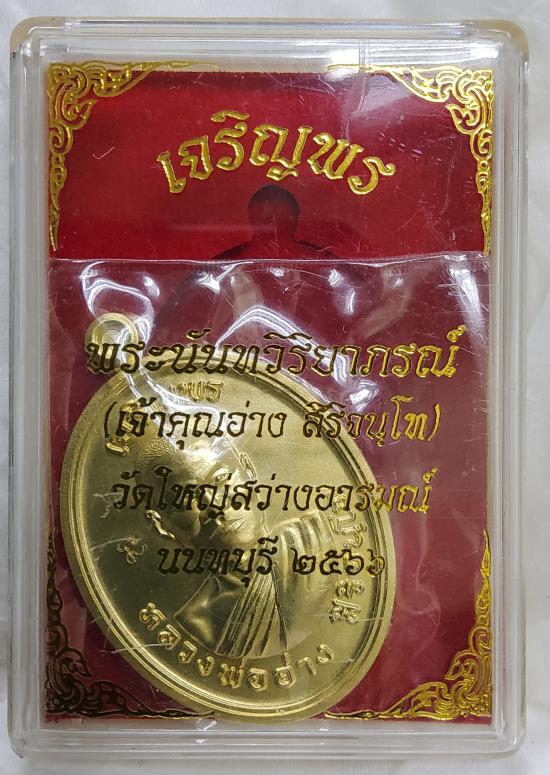 เจริญพร
พระนันทวิริยาภรณ์
(เจ้าคุณอ่าง สิริจนฺโท)
วัดใหญ่สว่างอารมณ์
นนทบุรี ๒๕๖๖
หลวงพ่ออ่าง